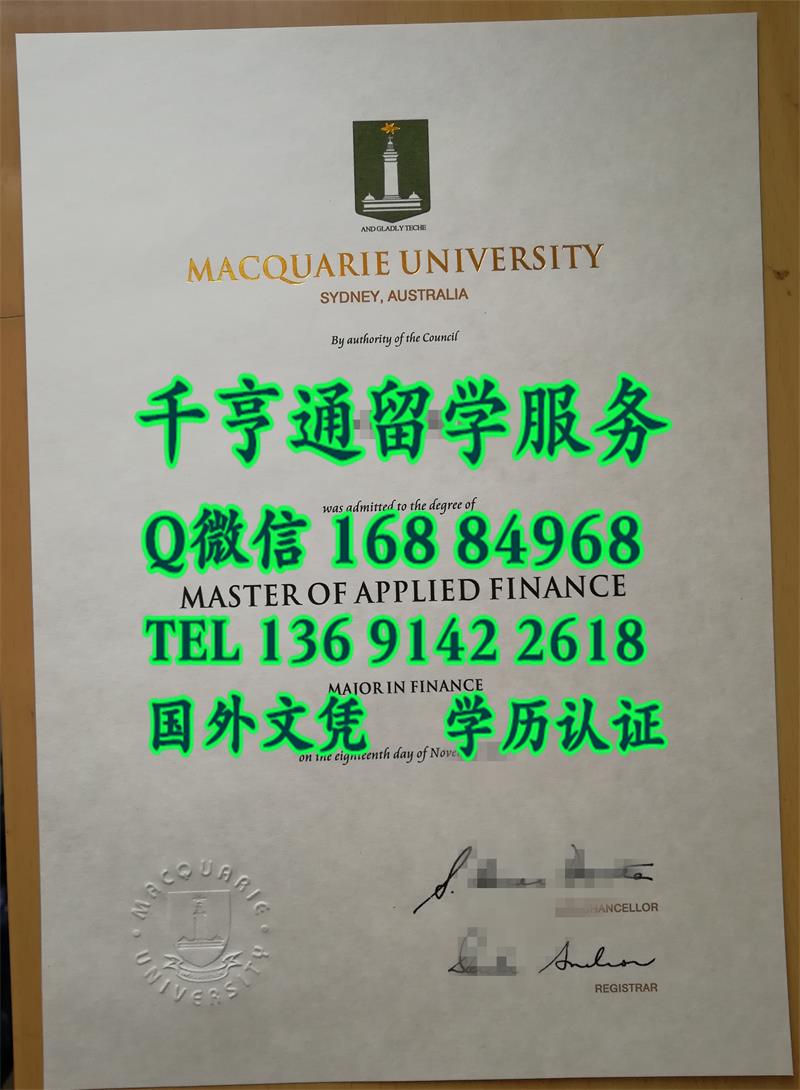 AND GLADLY TECHE
MACQUARIE UNIVERSITY
SYDNEY, AUSTRALIA
By authority of the Council
千亨通留学服务
was admitted to the degree of
Q微信 168 84968
MASTER OF APPLIED FINANCE
TEL 136 9142 2618
MAJOR IN FINANCE
国外文凭 学历认证
on the eighteenth day of
CHANCELLOR
REGISTRAR
MACQUARIE
UNIVERSITY